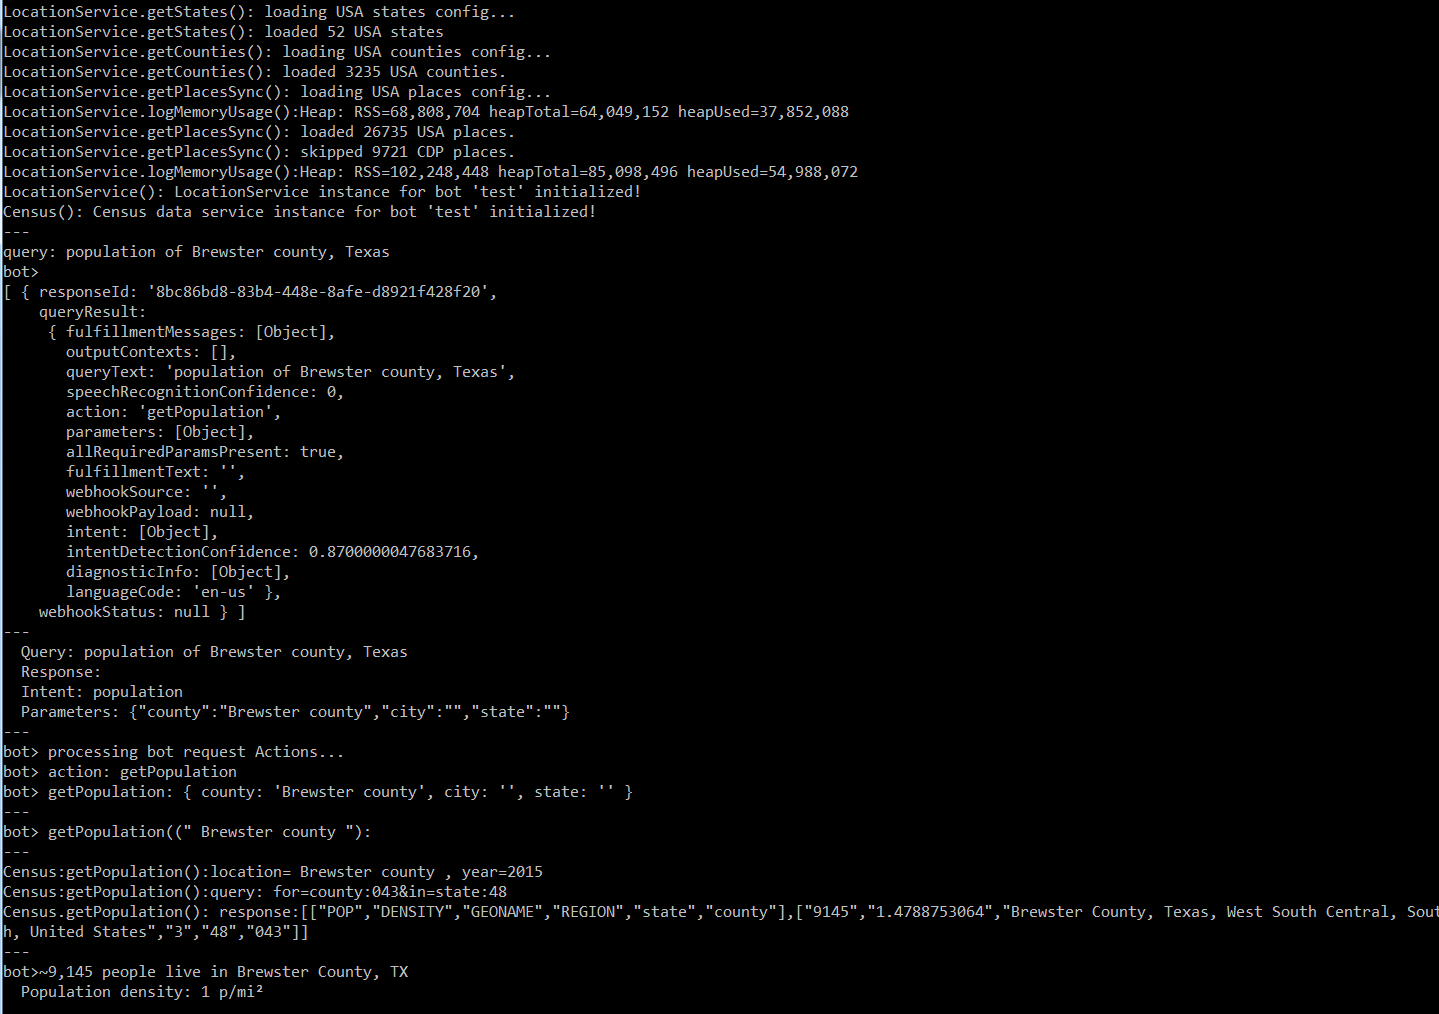 LocationService.getStates(): loading USA states config...
LocationService.getStates(): loaded 52 USA states
LocationService.getCounties(): loading USA counties config...
LocationService.getCounties(): loaded 3235 USA counties.
LocationService.getPlacesSync(): loading USA places config...
LocationService.logMemoryUsage():Heap: RSS=68,808,704 heapTotal=64,049,152 heapUsed=37,852,088
LocationService.getPlacesSync(): loaded 26735 USA places.
LocationService.getPlacesSync(): skipped 9721 CDP places.
LocationService.logMemoryUsage():Heap: RSS=102,248,448 heapTotal=85,098,496 heapUsed=54,988,072
LocationService(): LocationService instance for bot 'test' initialized!
Census(): Census data service instance for bot 'test' initialized!
---
query: population of Brewster county, Texas
bot>
[ { responseId: '8bc86bd8-83b4-448e-8afe-d8921f428f20',
    queryResult:
     { fulfillmentMessages: [Object],
       outputContexts: [],
       queryText: 'population of Brewster county, Texas',
       speechRecognitionConfidence: 0,
       action: 'getPopulation',
       parameters: [Object],
       allRequiredParamsPresent: true,
       fulfillmentText: '',
       webhookSource: '',
       webhookPayload: null,
       intent: [Object],
       intentDetectionConfidence: 0.8700000047683716,
       diagnosticInfo: [Object],
       languageCode: 'en-us' },
    webhookStatus: null } ]
---
  Query: population of Brewster county, Texas
  Response:
  Intent: population
  Parameters: {"county":"Brewster county","city":"","state":""}
---
bot> processing bot request Actions...
bot> action: getPopulation
bot> getPopulation: { county: 'Brewster county', city: '', state: '' }
---
bot> getPopulation((" Brewster county "):
---
Census:getPopulation():location= Brewster county , year=2015
Census:getPopulation():query: for=county:043&in=state:48
Census.getPopulation(): response:[["POP","DENSITY","GEONAME","REGION","state","county"],["9145","1.4788753064","Brewster County, Texas, West South Central, Sout
h, United States","3","48","043"]]
---
bot>~9,145 people live in Brewster County, TX
  Population density: 1 p/mi²